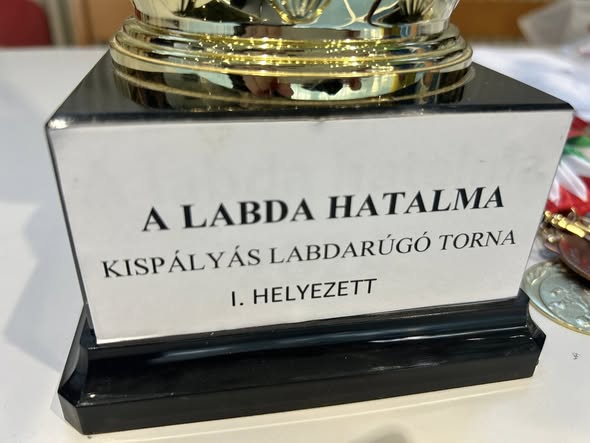 A LABDA HATALMA
KISPÁLYÁS LABDARÚGÓ TORNA
I. HELYEZETT